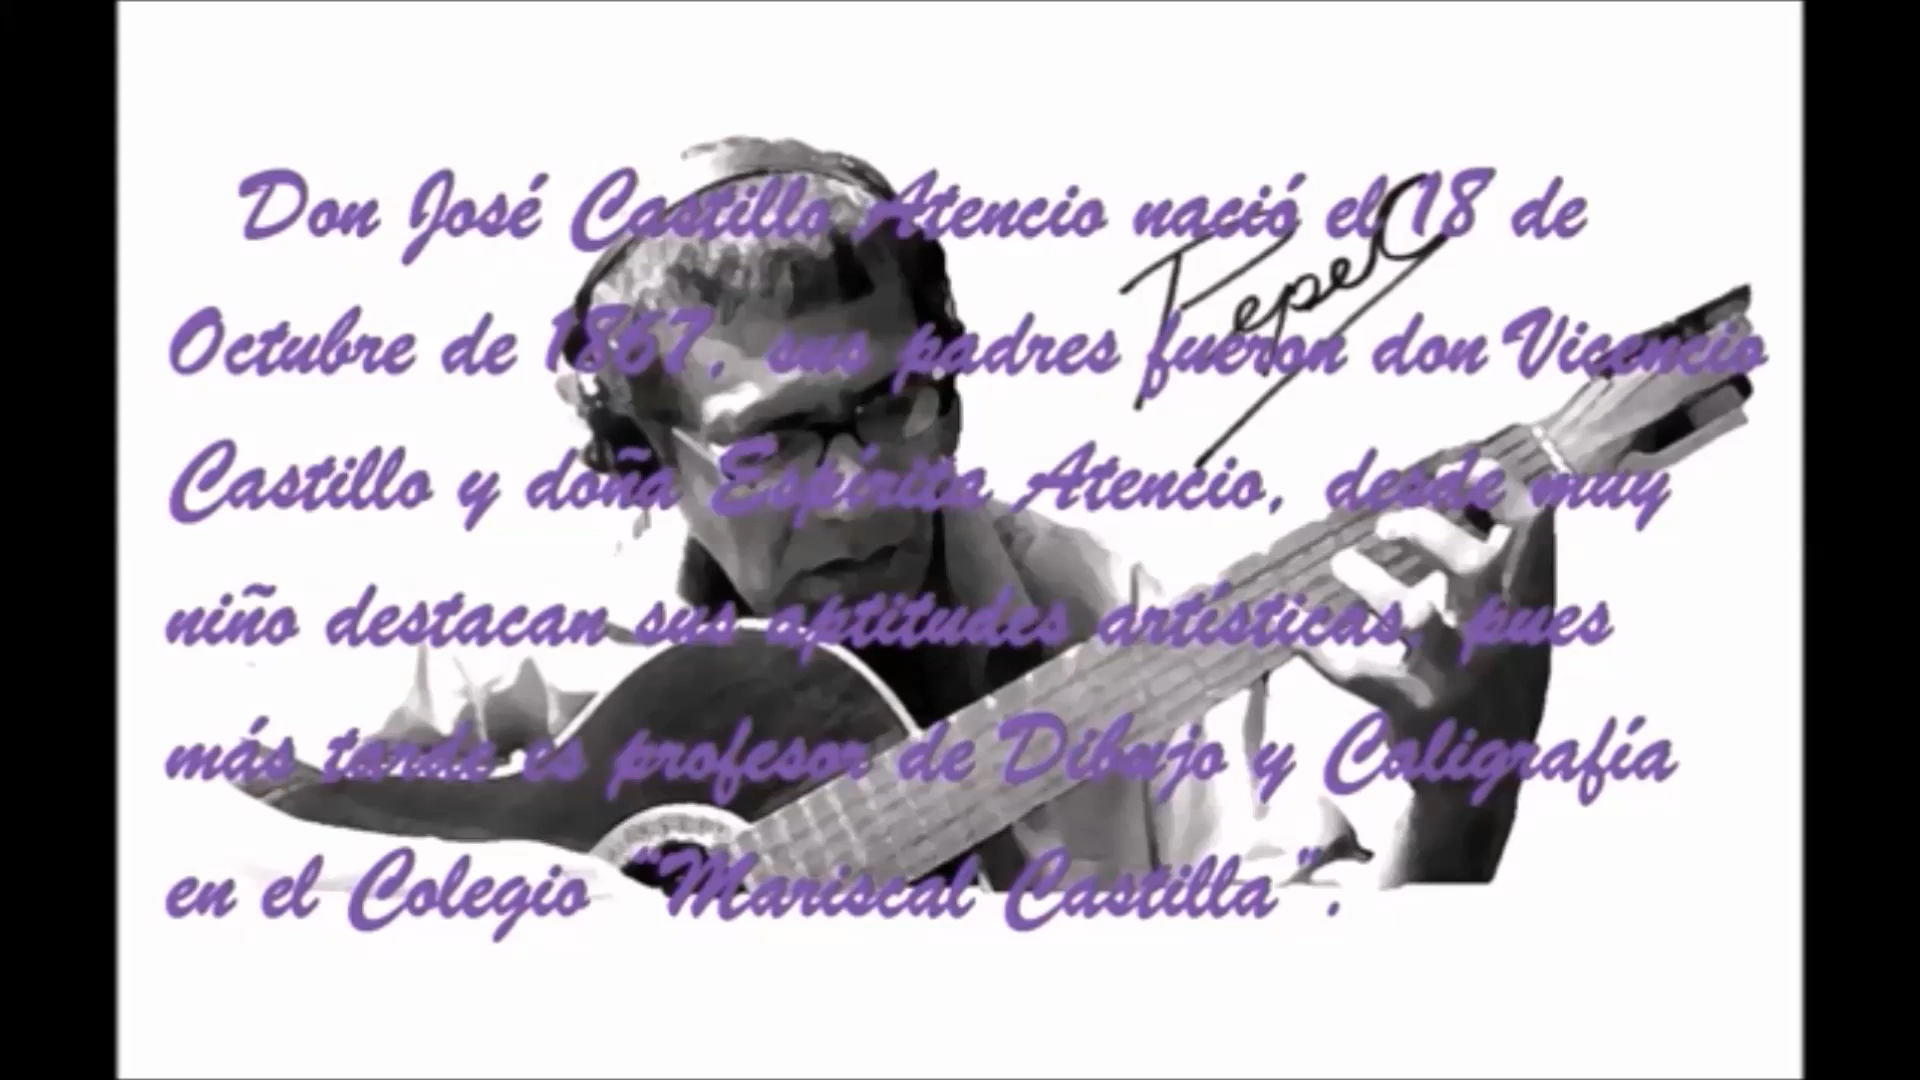 Don José Castillo Atencio nació el 18 de
Octubre de 1867, sus padres fueron don Vicencio
Castillo y doña Espírita Atencio, desde muy
niño destacan sus aptitudes artísticas, pues
más tarde es profesor de Dibujo y Caligrafía
en el Colegio "Mariscal Castilla".